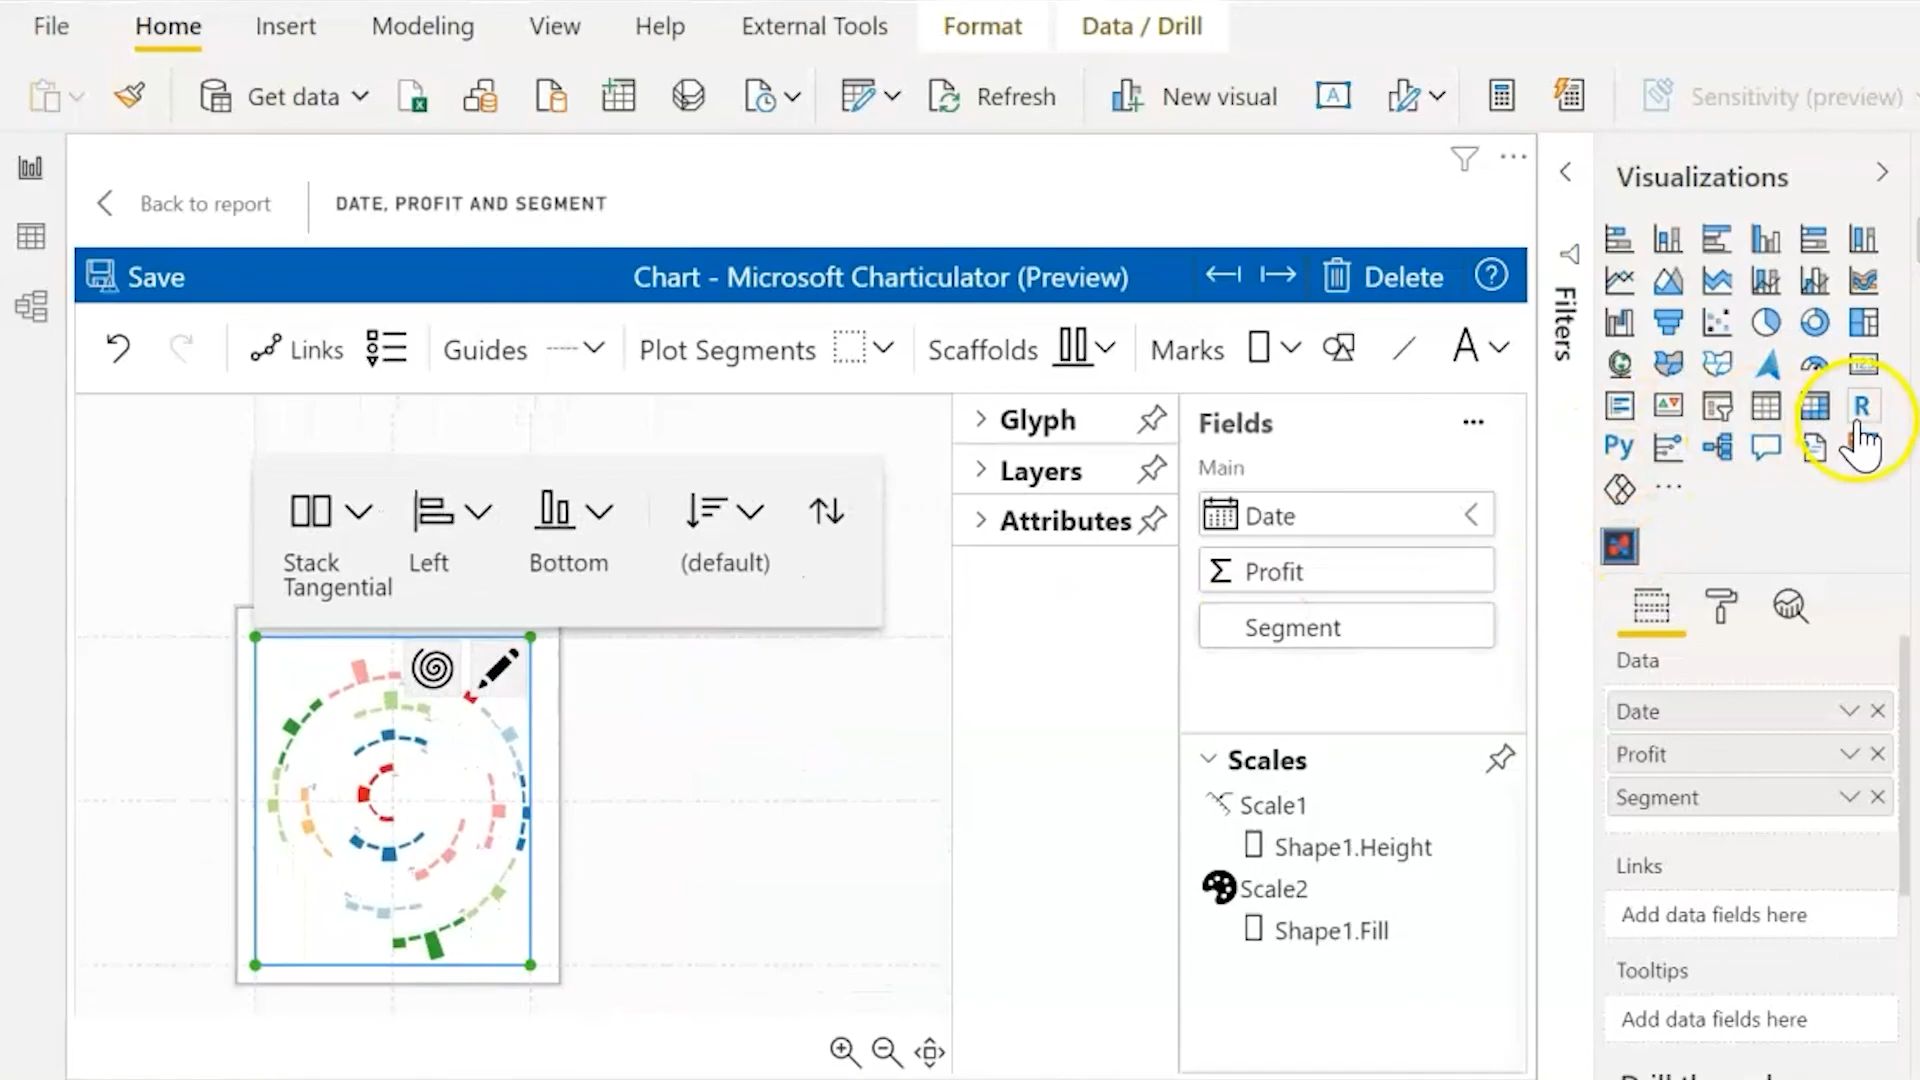 File Home Insert Modeling View Help External Tools Format Data / Drill
Get data Refresh New visual A Sensitivity (preview)
Back to report DATE, PROFIT AND SEGMENT
Save Chart - Microsoft Charticulator (Preview) Delete ?
Links Guides Plot Segments Scaffolds Marks A
Stack Tangential
Left
Bottom
(default)
Glyph
Layers
Attributes
Fields
Main
Date
Σ Profit
Segment
Scales
Scale1
Shape1.Height
Scale2
Shape1.Fill
Filters
Visualizations
123
R
Py
Data
Date
Profit
Segment
Links
Add data fields here
Tooltips
Add data fields here